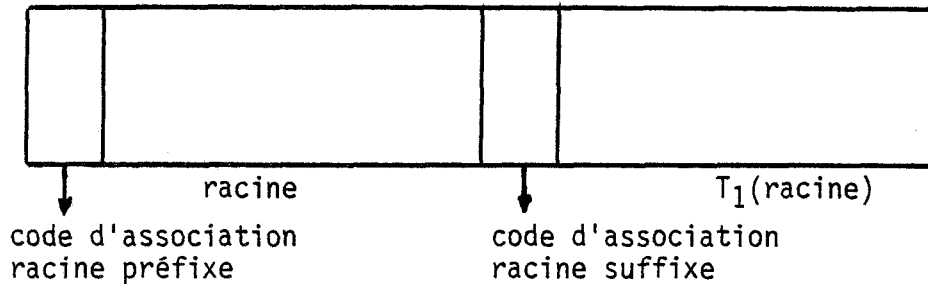 racine
T1(racine)
code d'association
racine préfixe
code d'association
racine suffixe